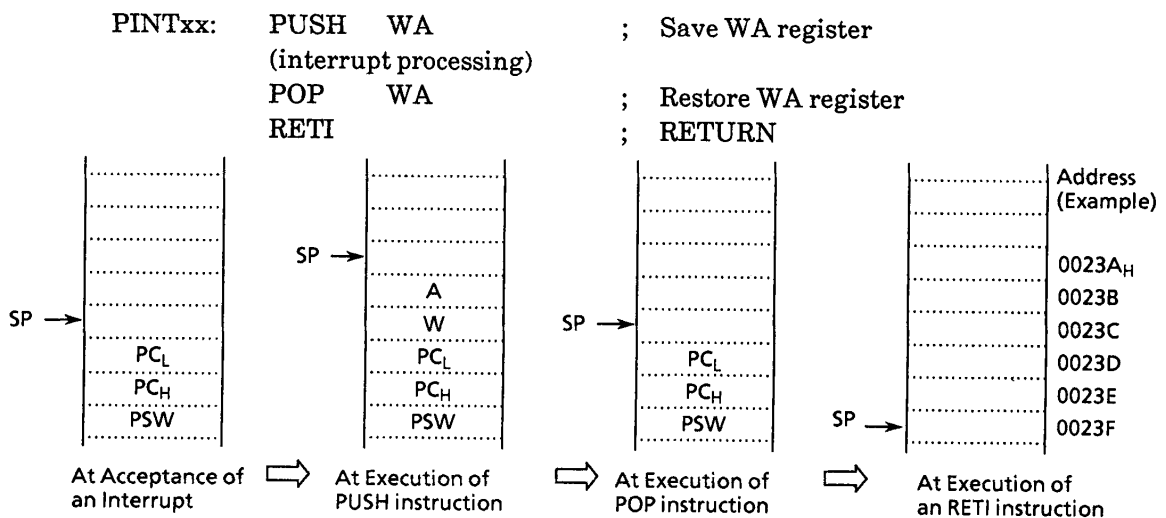 PINTxx: PUSH WA ; Save WA register
(interrupt processing)
POP WA ; Restore WA register
RETI ; RETURN
SP
PCL
PCH
PSW
At Acceptance of
an Interrupt
SP
A
W
PCL
PCH
PSW
At Execution of
PUSH instruction
SP
PCL
PCH
PSW
At Execution of
POP instruction
Address
(Example)
0023AH
0023B
0023C
0023D
0023E
0023F
SP
At Execution of
an RETI instruction